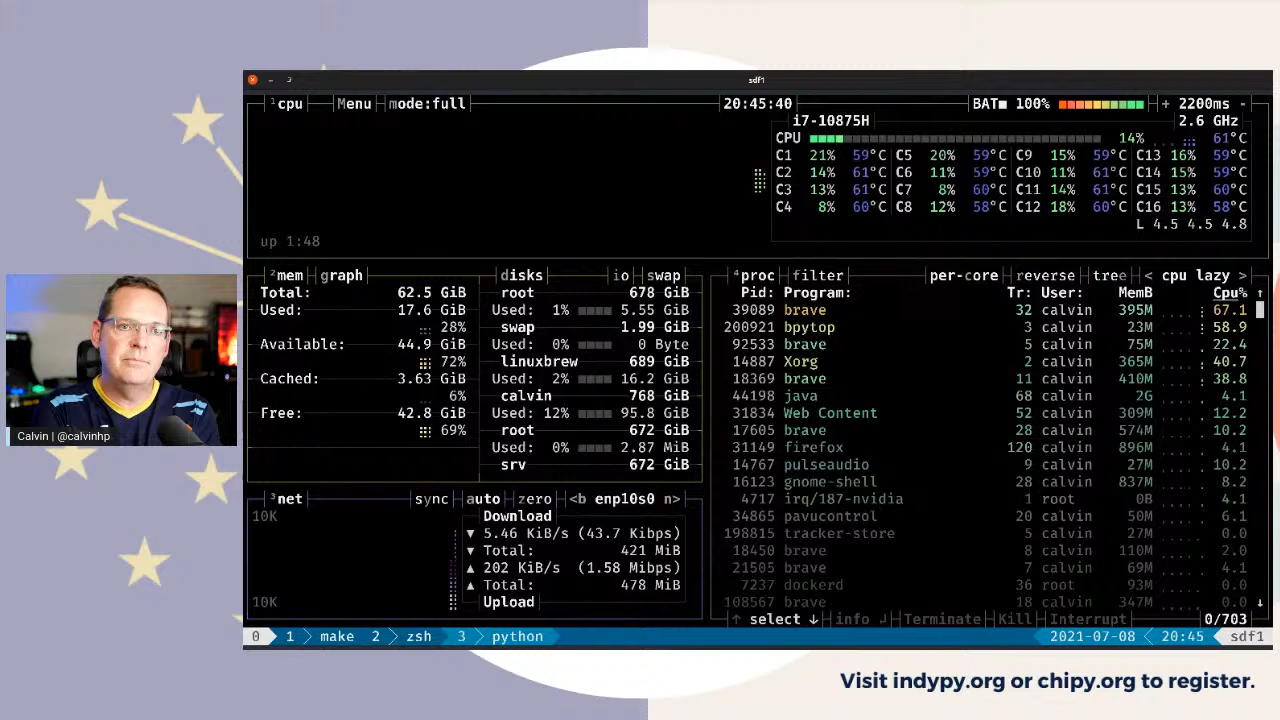 sdf1
¹cpu Menu mode:full 20:45:40 BAT■ 100% + 2200ms -
i7-10875H 2.6 GHz
CPU 14% 61°C
C1 21% 59°C C5 20% 59°C C9 15% 59°C C13 16% 59°C
C2 14% 61°C C6 11% 59°C C10 11% 61°C C14 15% 59°C
C3 13% 61°C C7 8% 60°C C11 14% 61°C C15 13% 60°C
C4 8% 60°C C8 12% 58°C C12 18% 60°C C16 13% 58°C
L 4.5 4.5 4.8
up 1:48
²mem graph
Total: 62.5 GiB
Used: 17.6 GiB
28%
Available: 44.9 GiB
72%
Cached: 3.63 GiB
6%
Free: 42.8 GiB
69%
disks io swap
root 678 GiB
Used: 1% 5.55 GiB
swap 1.99 GiB
Used: 0% 0 Byte
linuxbrew 689 GiB
Used: 2% 16.2 GiB
calvin 768 GiB
Used: 12% 95.8 GiB
root 672 GiB
Used: 0% 2.87 MiB
srv 672 GiB
³net sync auto zero <b enp10s0 n>
10K
10K
Download
▼ 5.46 KiB/s (43.7 Kibps)
▼ Total: 421 MiB
▲ 202 KiB/s (1.58 Mibps)
▲ Total: 478 MiB
Upload
⁴proc filter per-core reverse tree < cpu lazy >
Pid: Program: Tr: User: MemB Cpu% ↑
39089 brave 32 calvin 395M 67.1
200921 bpytop 3 calvin 23M 58.9
92533 brave 5 calvin 75M 22.4
14887 Xorg 2 calvin 365M 40.7
18369 brave 11 calvin 410M 38.8
44198 java 68 calvin 2G 4.1
31834 Web Content 52 calvin 309M 12.2
17605 brave 28 calvin 574M 10.2
31149 firefox 120 calvin 896M 4.1
14767 pulseaudio 9 calvin 27M 10.2
16123 gnome-shell 28 calvin 837M 8.2
4717 irq/187-nvidia 1 root 0B 4.1
34865 pavucontrol 20 calvin 50M 6.1
198815 tracker-store 5 calvin 27M 0.0
18450 brave 8 calvin 110M 2.0
21505 brave 7 calvin 69M 4.1
7237 dockerd 36 root 93M 0.0
108567 brave 18 calvin 347M 0.0 ↓
↑ select ↓ info ↲ Terminate Kill Interrupt 0/703
0 1 make 2 zsh 3 python 2021-07-08 20:45 sdf1
Calvin | @calvinhp
Visit indypy.org or chipy.org to register.